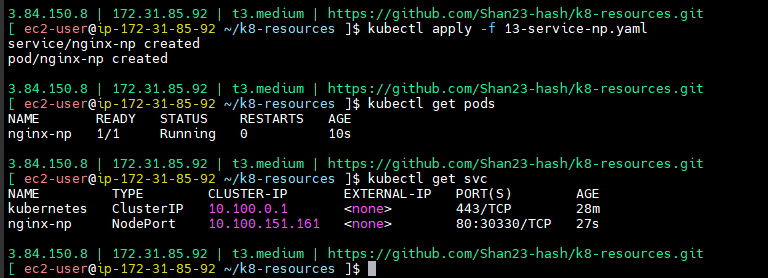 3.84.150.8 | 172.31.85.92 | t3.medium | https://github.com/Shan23-hash/k8-resources.git
[ ec2-user@ip-172-31-85-92 ~/k8-resources ]$ kubectl apply -f 13-service-np.yaml
service/nginx-np created
pod/nginx-np created
3.84.150.8 | 172.31.85.92 | t3.medium | https://github.com/Shan23-hash/k8-resources.git
[ ec2-user@ip-172-31-85-92 ~/k8-resources ]$ kubectl get pods
NAME READY STATUS RESTARTS AGE
nginx-np 1/1 Running 0 10s
3.84.150.8 | 172.31.85.92 | t3.medium | https://github.com/Shan23-hash/k8-resources.git
[ ec2-user@ip-172-31-85-92 ~/k8-resources ]$ kubectl get svc
NAME TYPE CLUSTER-IP EXTERNAL-IP PORT(S) AGE
kubernetes ClusterIP 10.100.0.1 <none> 443/TCP 28m
nginx-np NodePort 10.100.151.161 <none> 80:30330/TCP 27s
3.84.150.8 | 172.31.85.92 | t3.medium | https://github.com/Shan23-hash/k8-resources.git
[ ec2-user@ip-172-31-85-92 ~/k8-resources ]$